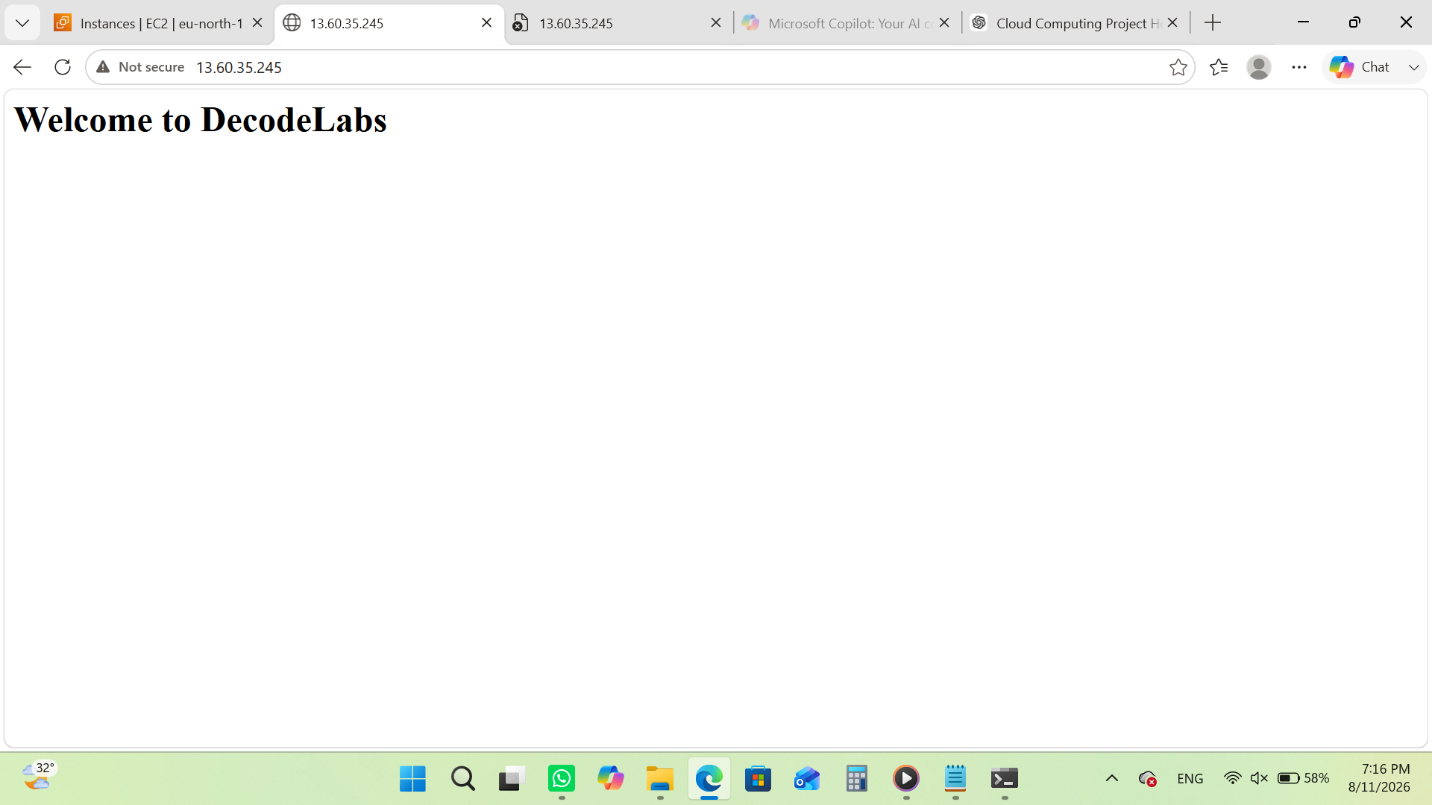 Instances | EC2 | eu-north-1
13.60.35.245
13.60.35.245
Microsoft Copilot: Your AI c
Cloud Computing Project H
Not secure
13.60.35.245
Chat
Welcome to DecodeLabs
32°
ENG
58%
7:16 PM
8/11/2026